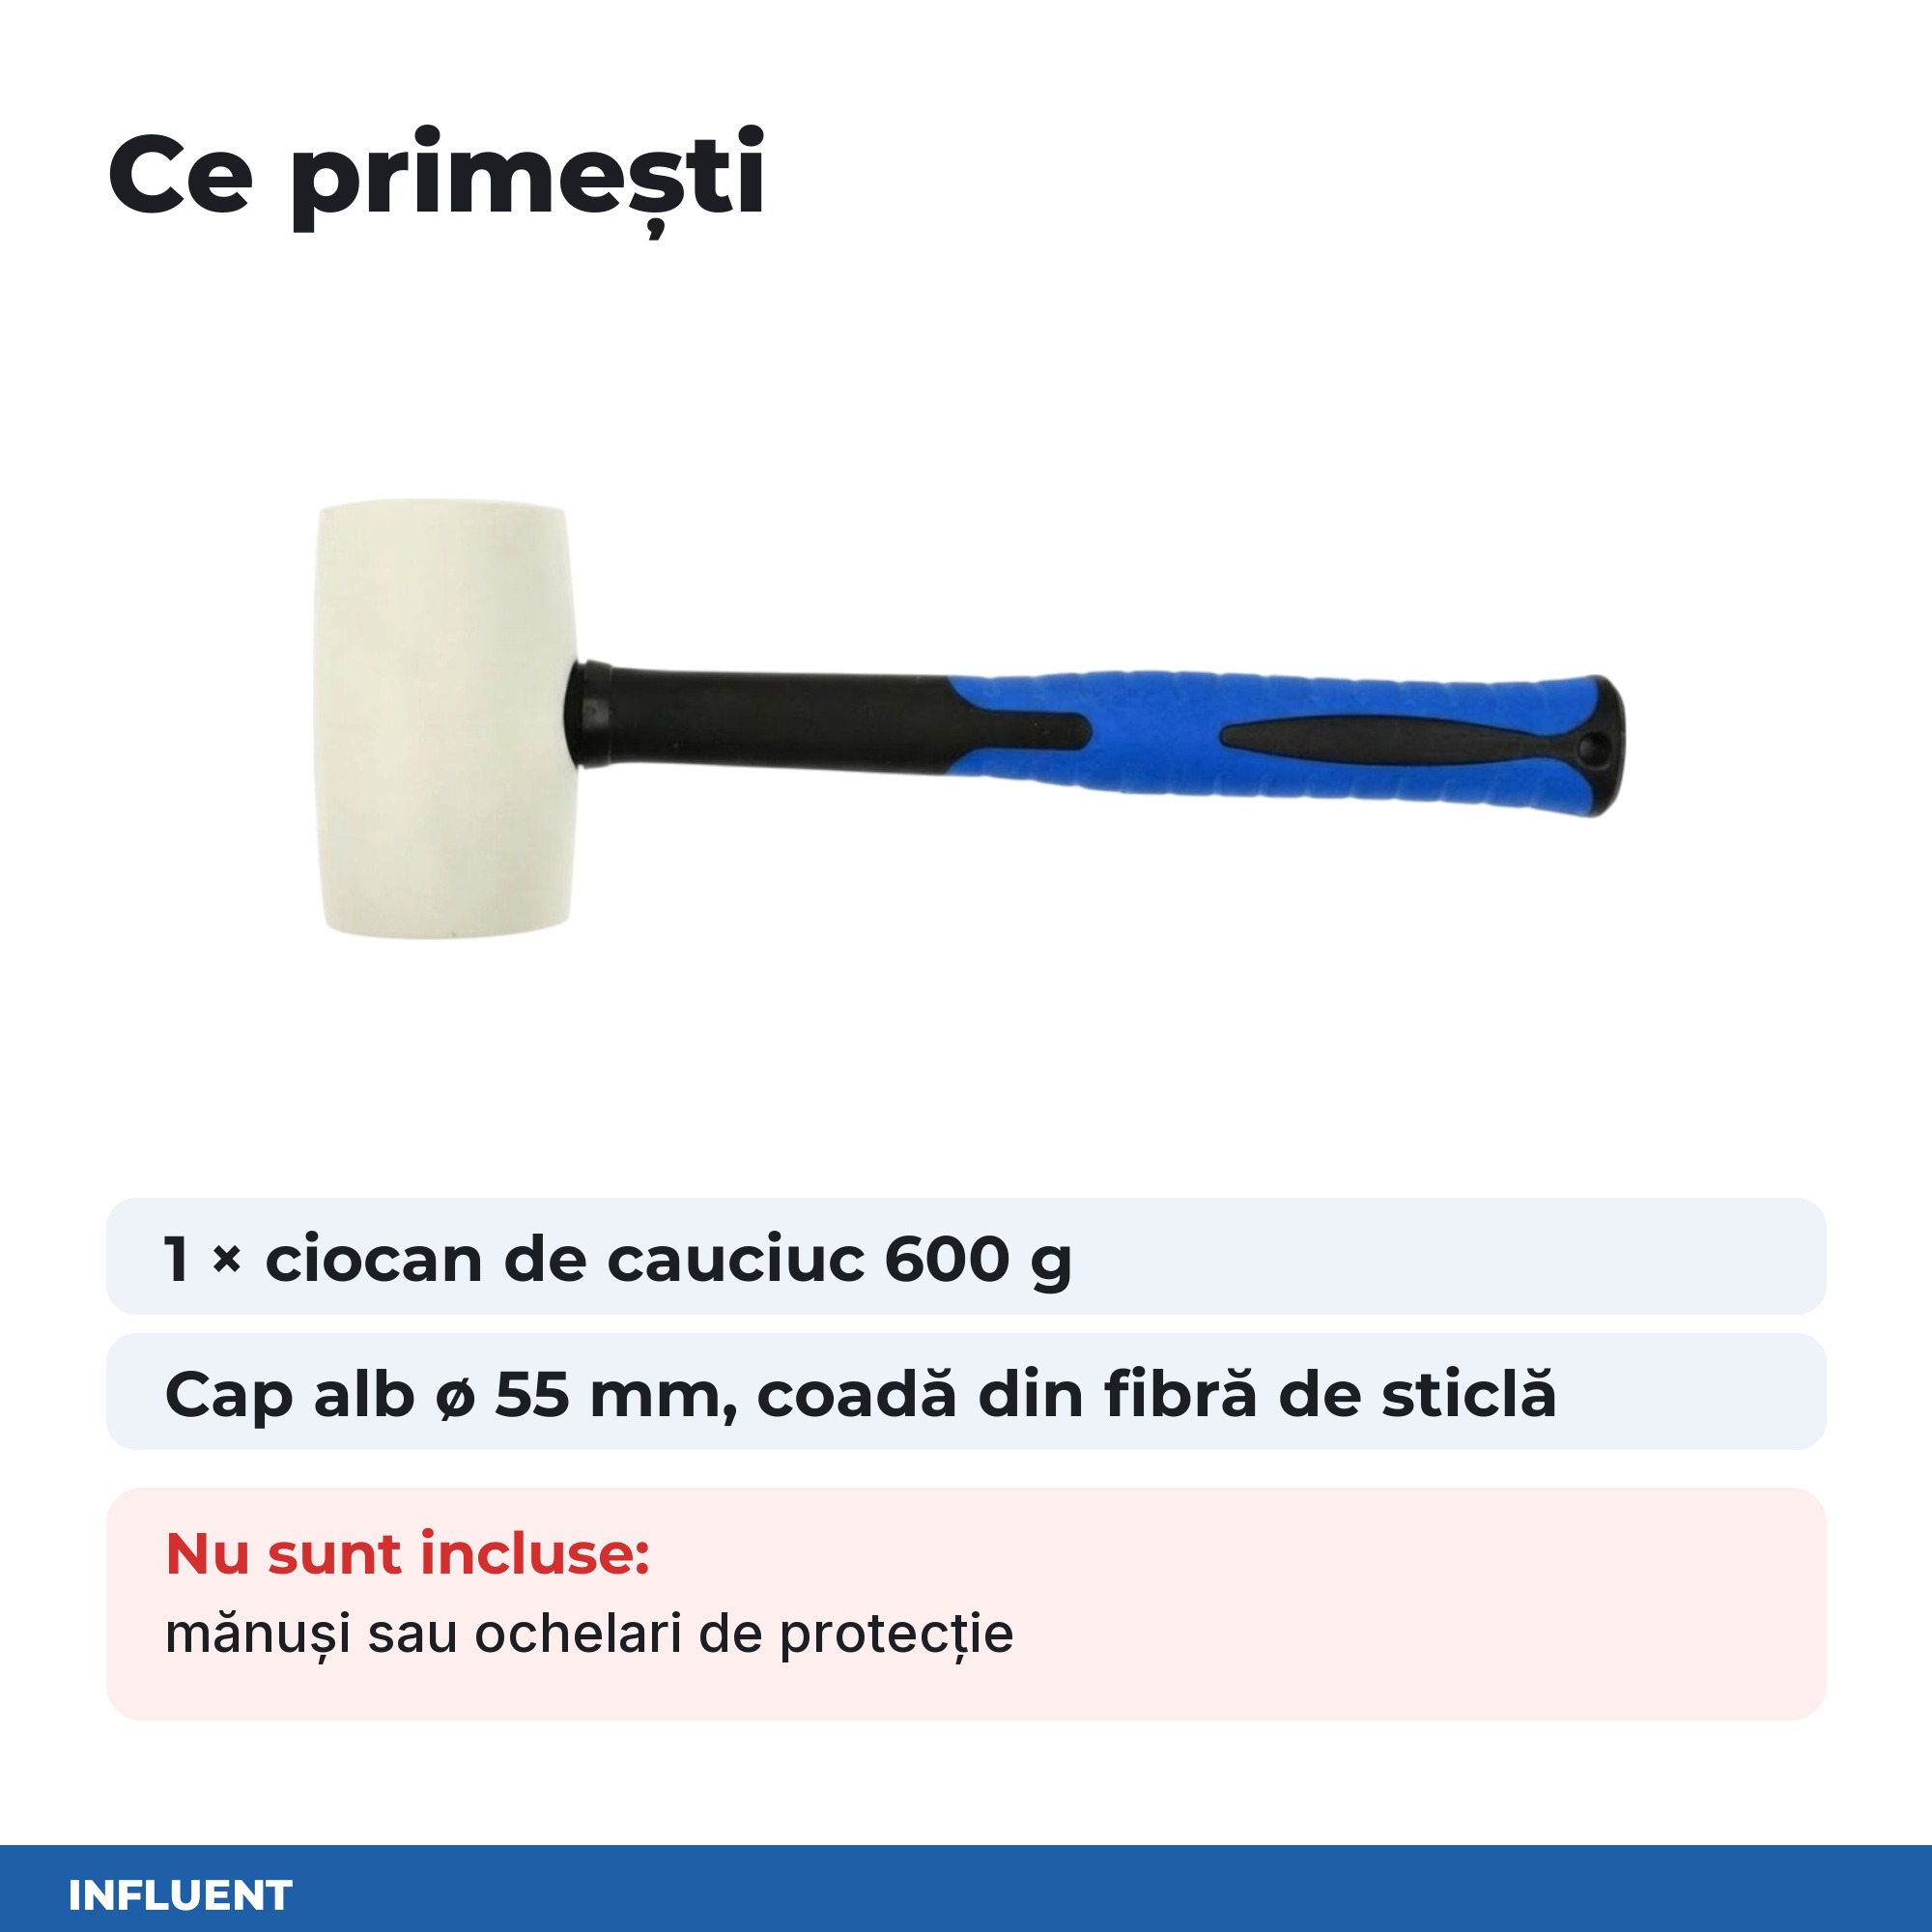 Ce primești
1 × ciocan de cauciuc 600 g
Cap alb ø 55 mm, coadă din fibră de sticlă
Nu sunt incluse:
mănuși sau ochelari de protecție
INFLUENT